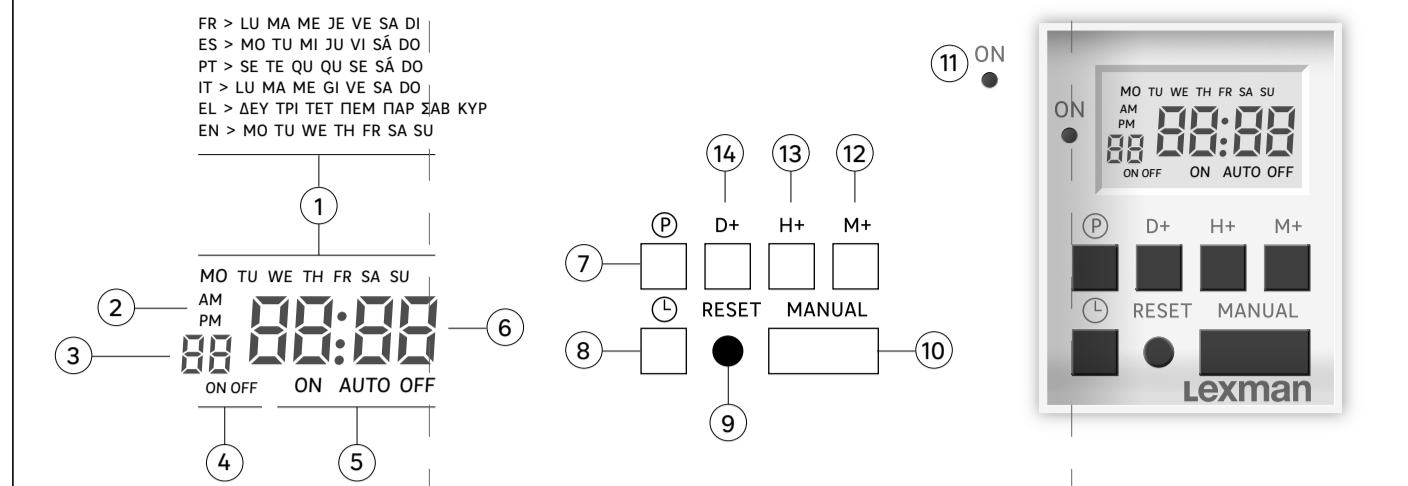 FR > LU MA ME JE VE SA DI
ES > MO TU MI JU VI SÁ DO
PT > SE TE QU QU SE SÁ DO
IT > LU MA ME GI VE SA DO
EL > ΔΕΥ ΤΡΙ ΤΕΤ ΠΕΜ ΠΑΡ ΣΑΒ ΚΥΡ
EN > MO TU WE TH FR SA SU
1
MO TU WE TH FR SA SU
2
AM
PM
88:88
6
3
88
ON OFF
ON AUTO OFF
4
5
14
13
12
P
D+
H+
M+
7
RESET
MANUAL
8
10
9
11
ON
ON
MO TU WE TH FR SA SU
AM
PM
88:88
88
ON OFF
ON AUTO OFF
P
D+
H+
M+
RESET
MANUAL
Lexman